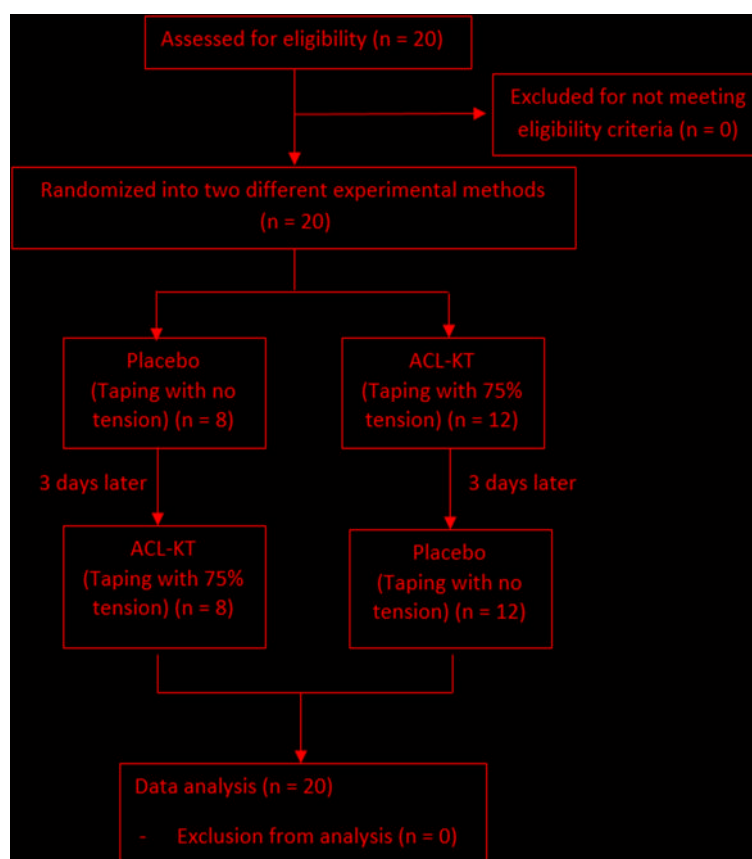 Assessed for eligibility (n = 20)
Excluded for not meeting
eligibility criteria (n = 0)
Randomized into two different experimental methods
(n = 20)
Placebo
(Taping with no
tension) (n = 8)
ACL-KT
(Taping with 75%
tension) (n = 12)
3 days later
3 days later
ACL-KT
(Taping with 75%
tension) (n = 8)
Placebo
(Taping with no
tension) (n = 12)
Data analysis (n = 20)
- Exclusion from analysis (n = 0)